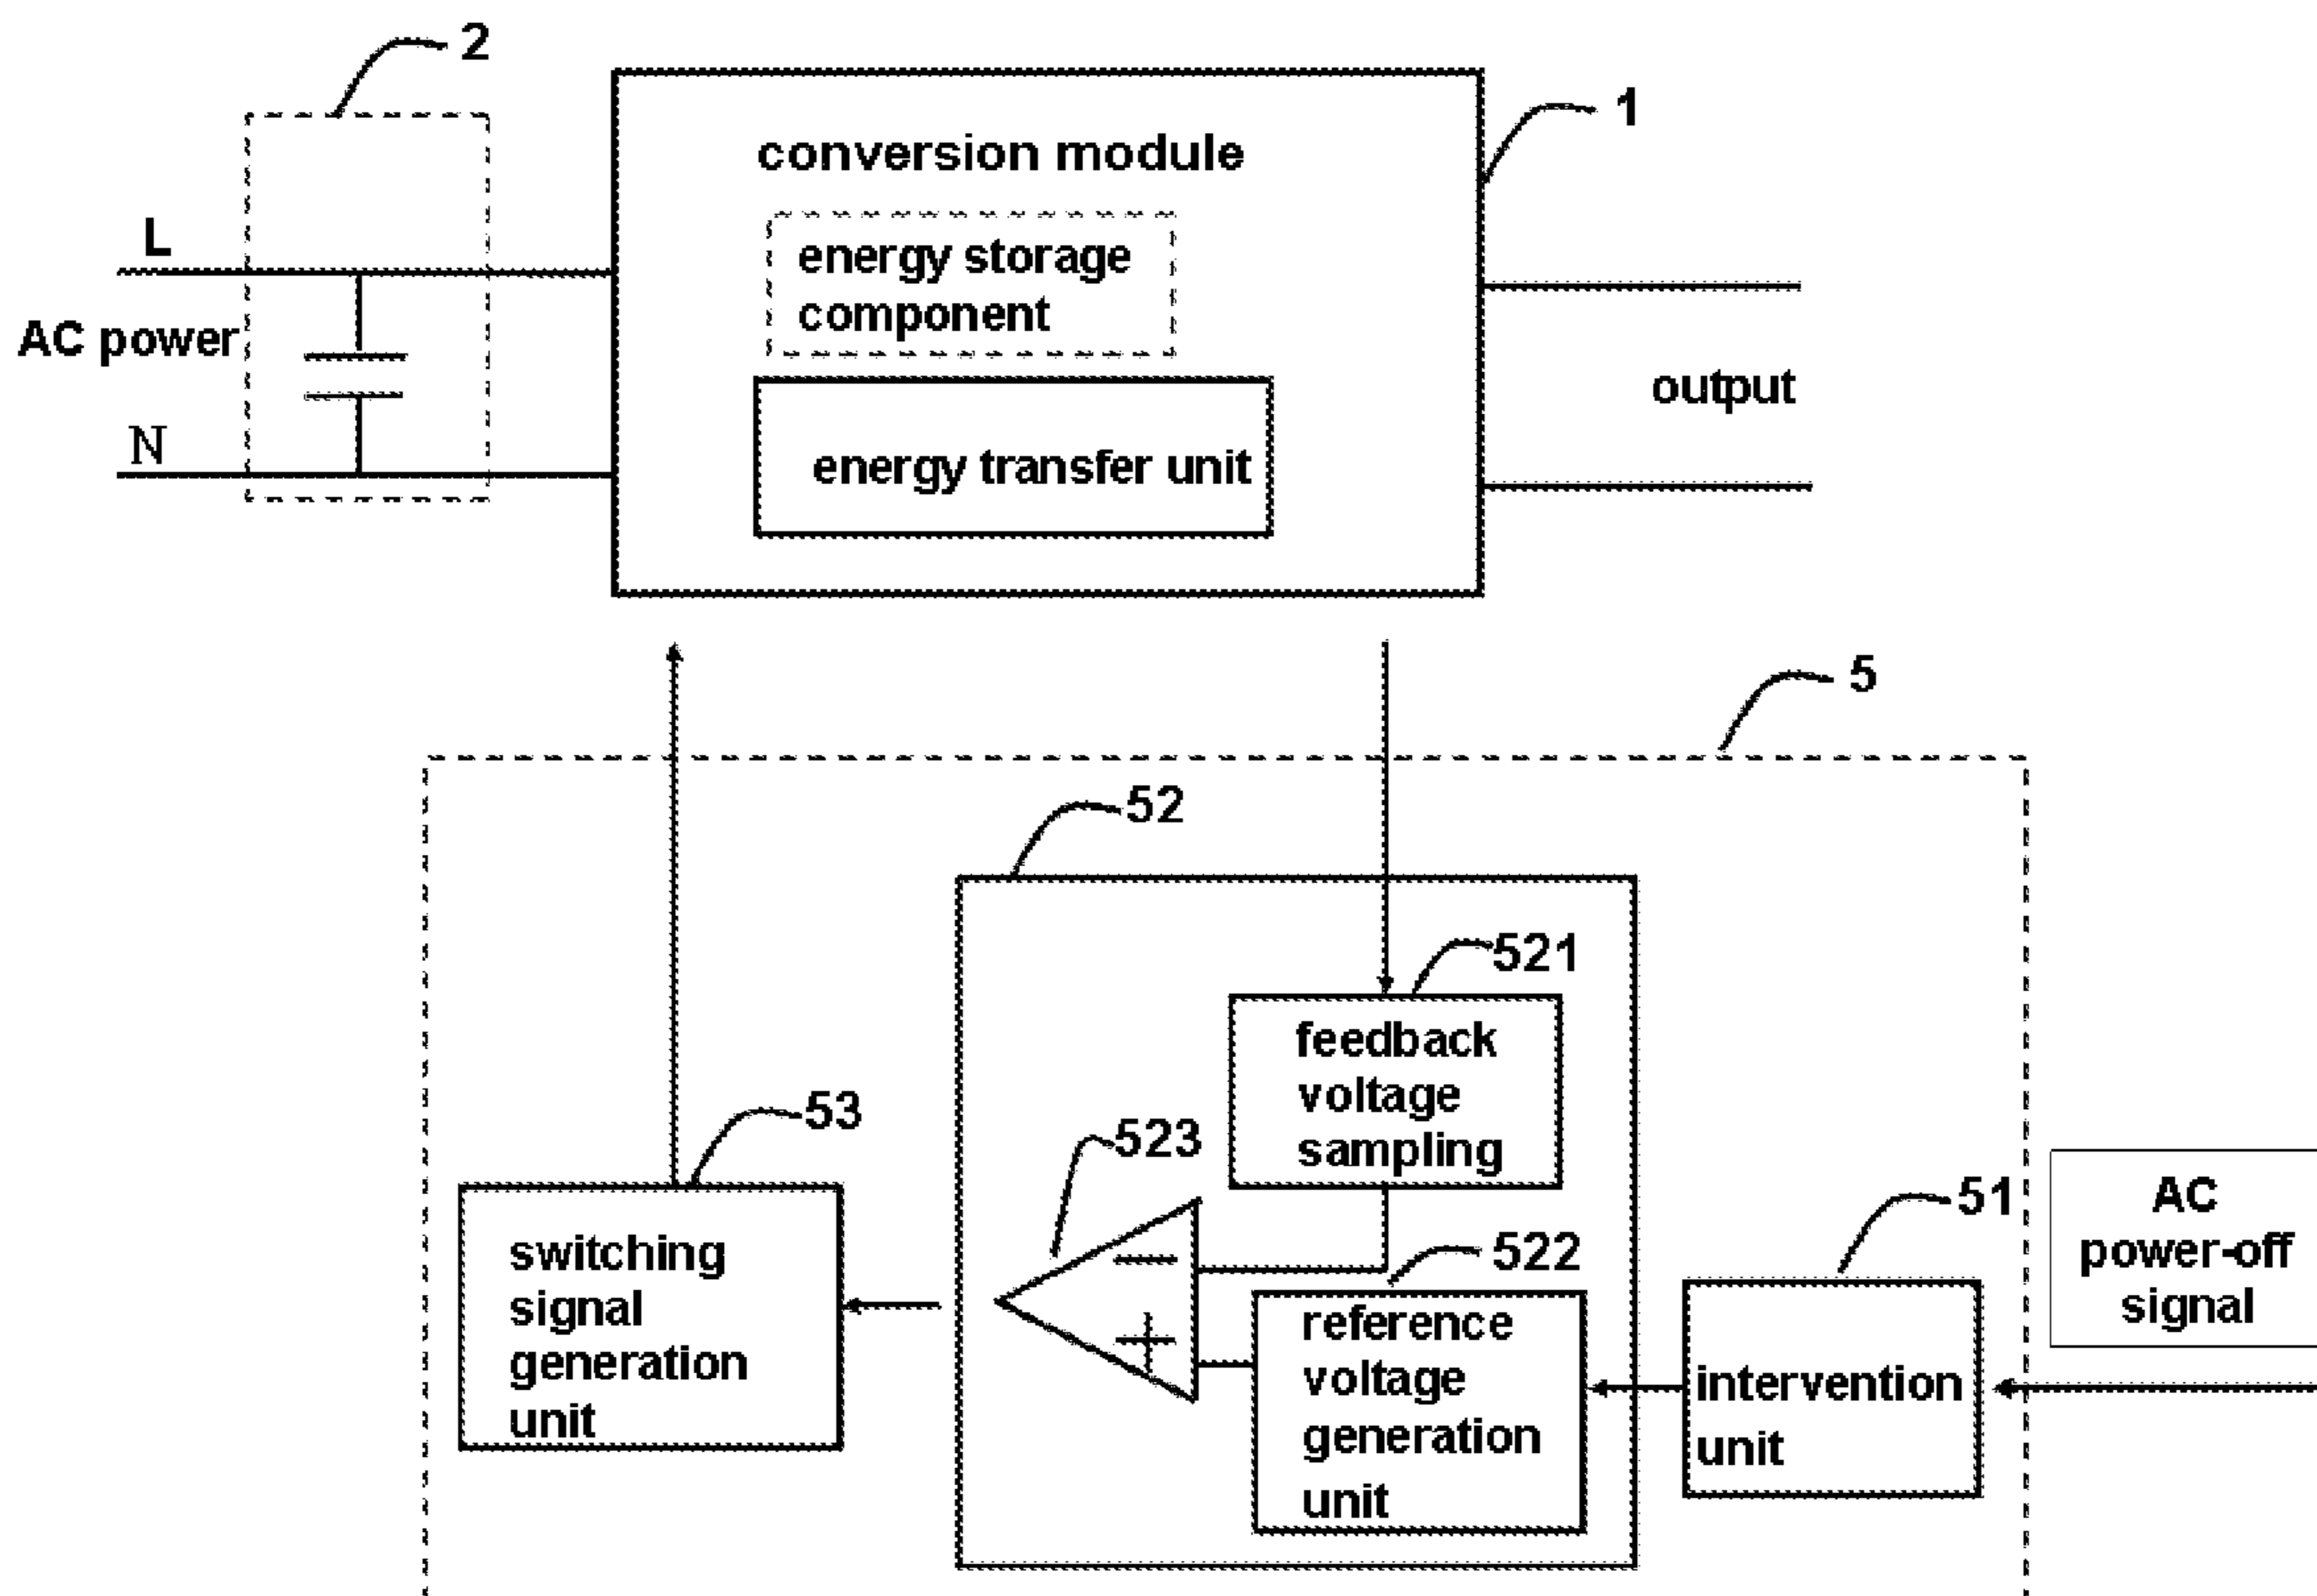 2
1
conversion module
L
energy storage
component
AC power
output
N
energy transfer unit
5
52
521
feedback
voltage
sampling
53
523
51
AC
power-off
signal
522
switching
signal
generation
unit
reference
voltage
generation
unit
intervention
unit